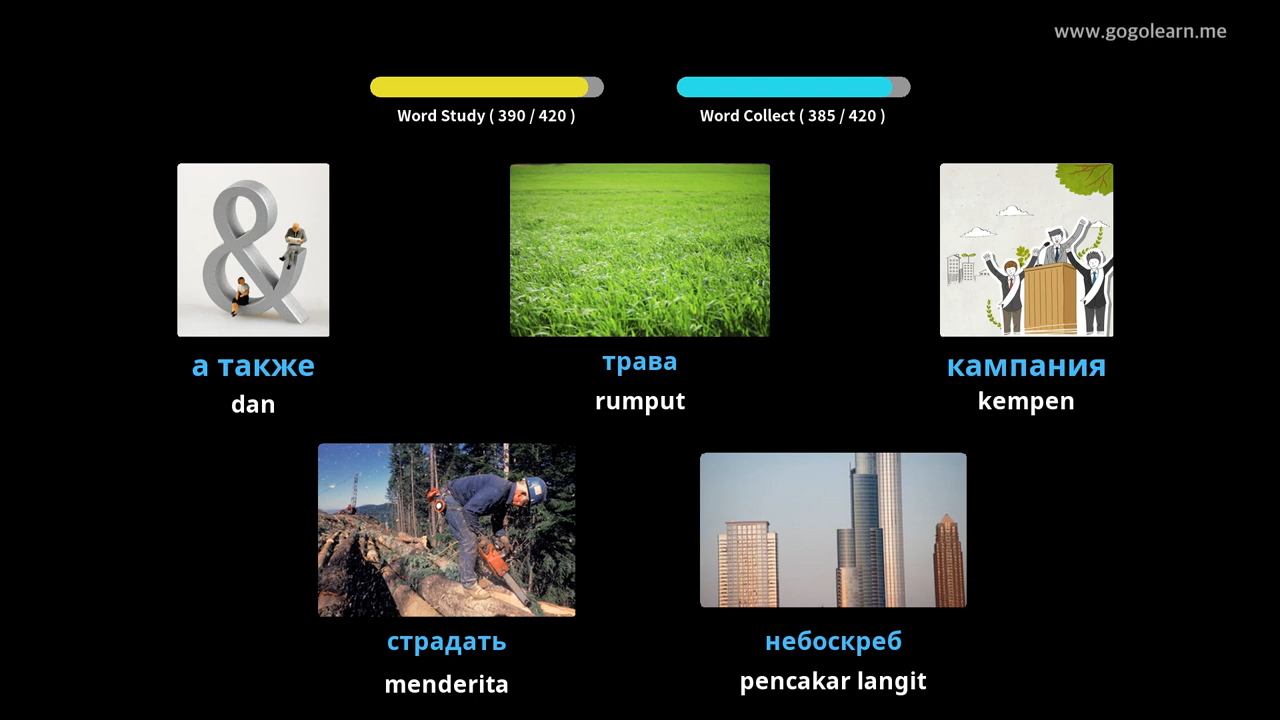 www.gogolearn.me
Word Study ( 390 / 420 )
Word Collect ( 385 / 420 )
&
а также
dan
трава
rumput
кампания
kempen
страдать
menderita
небоскреб
pencakar langit